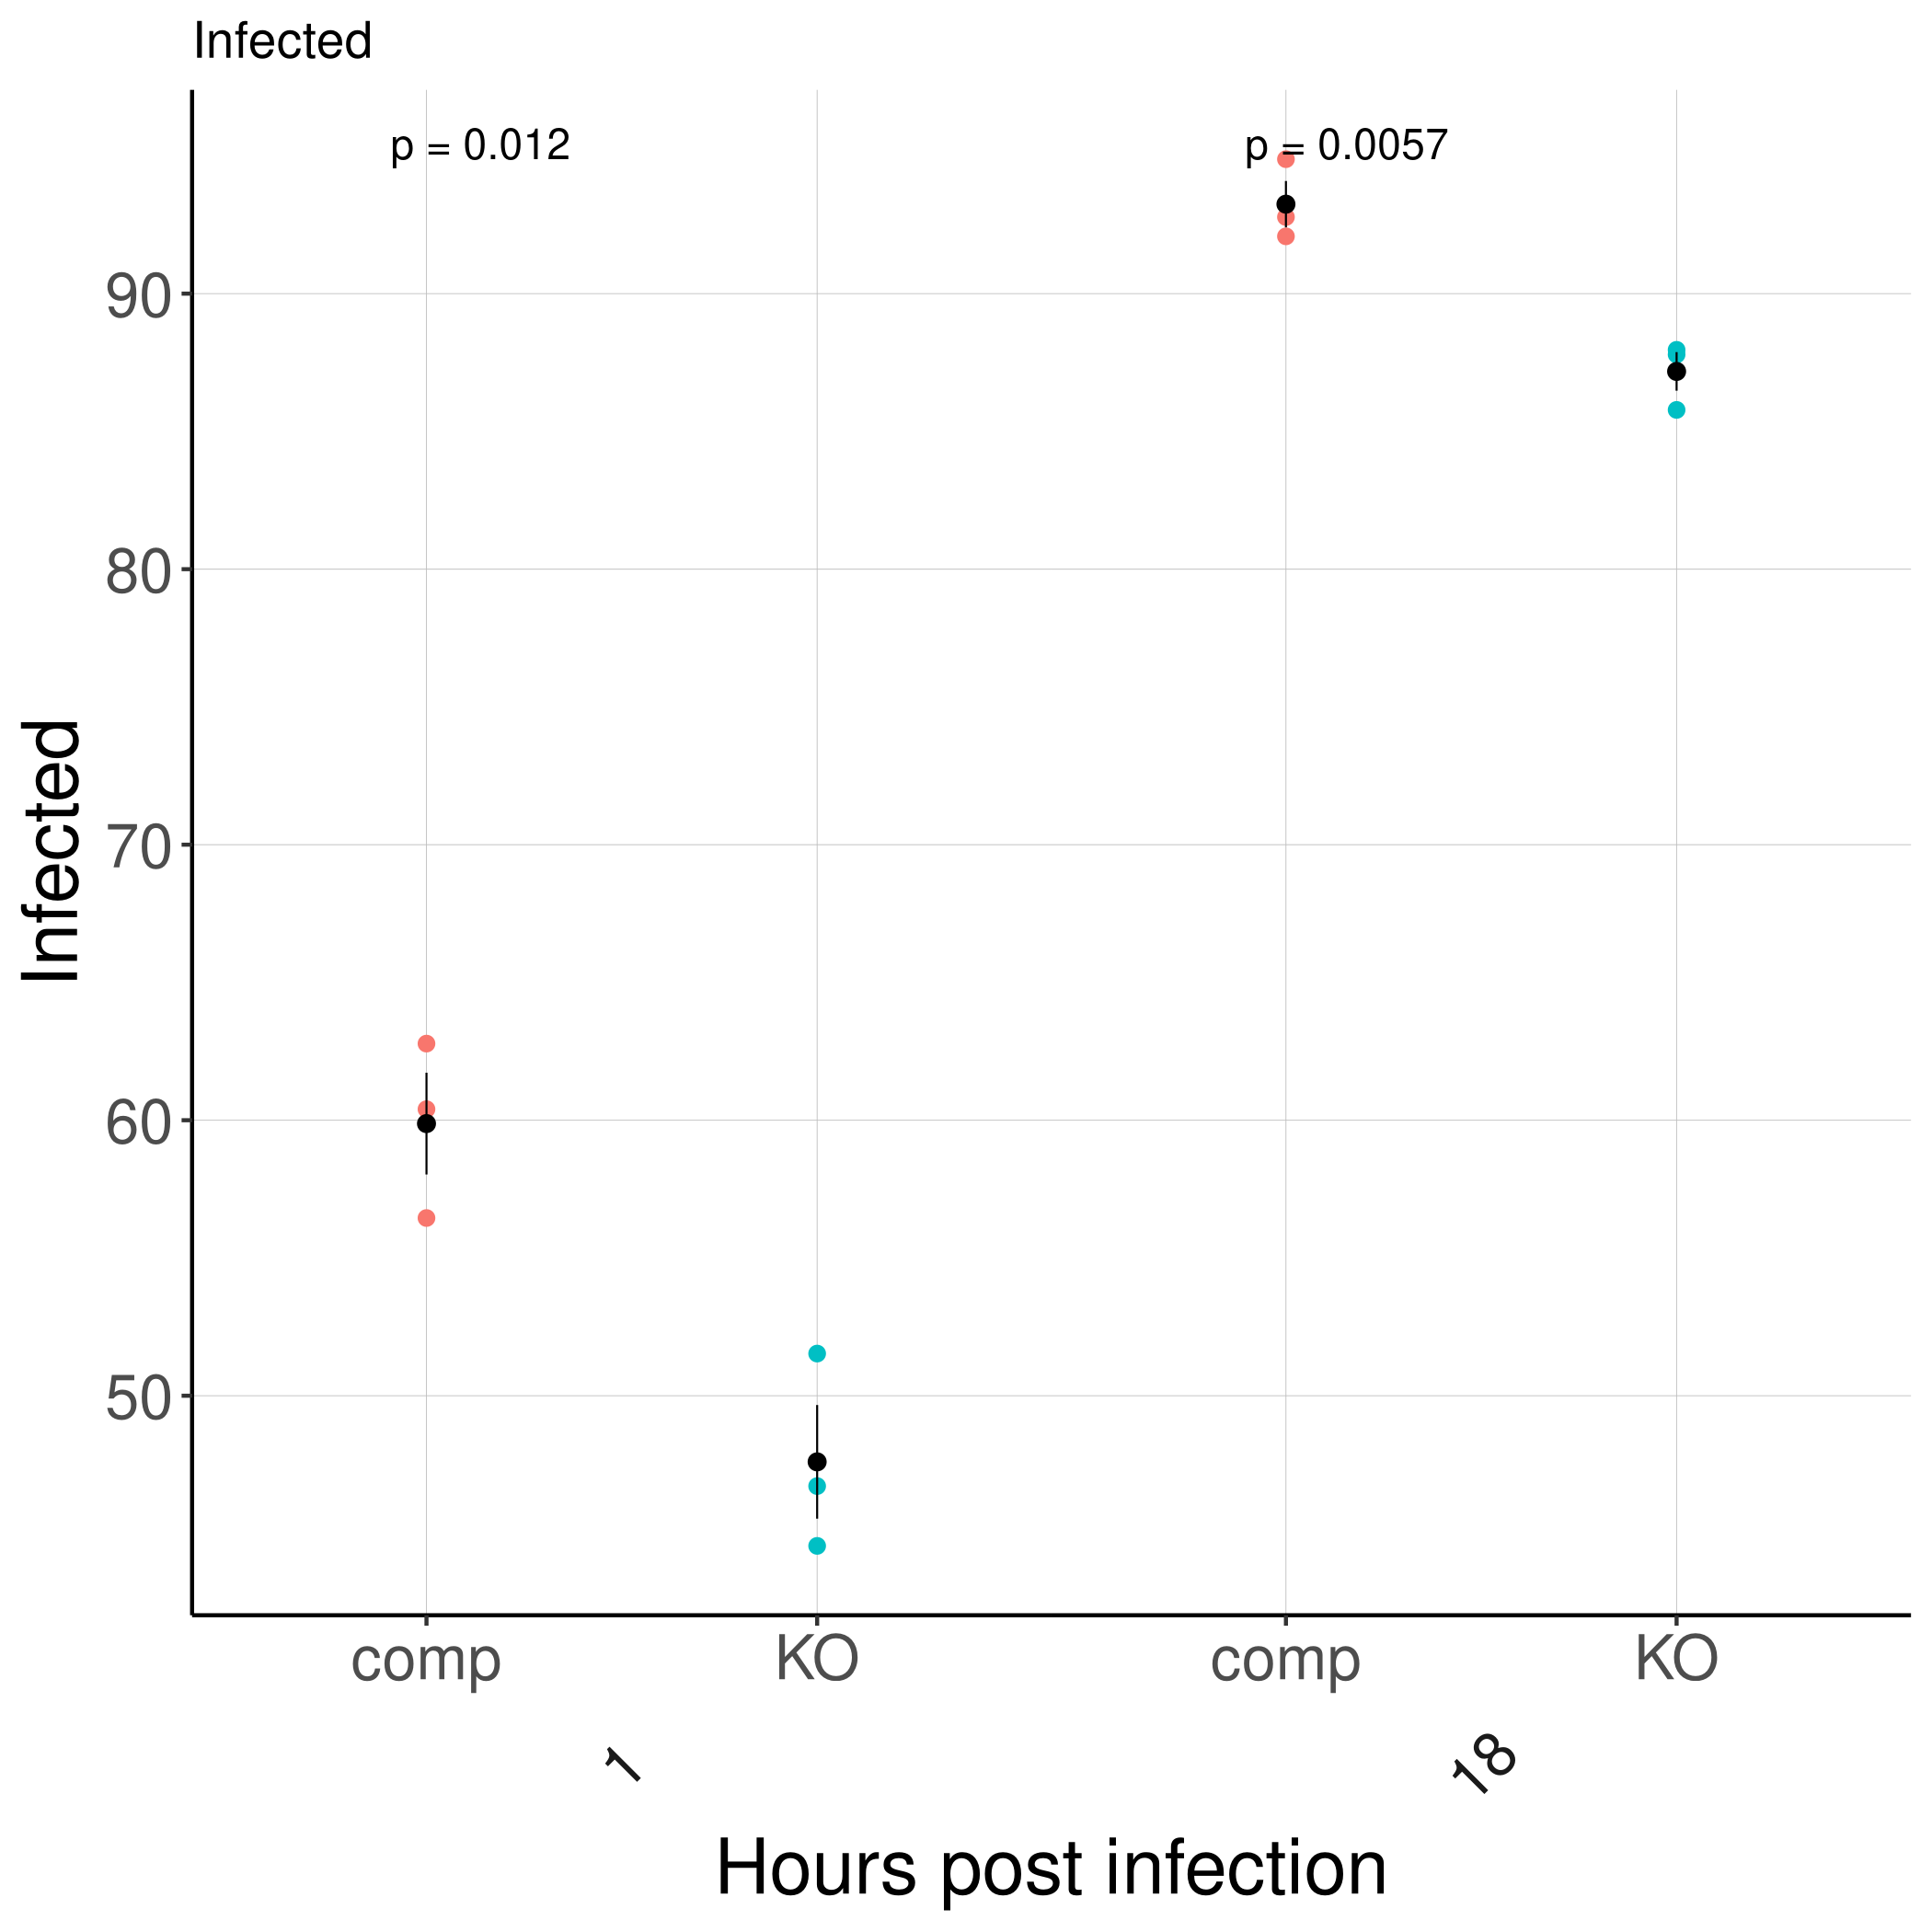 Infected
p = 0.012
p = 0.0057
90
80
70
60
50
Infected
comp
KO
comp
KO
1
18
Hours post infection